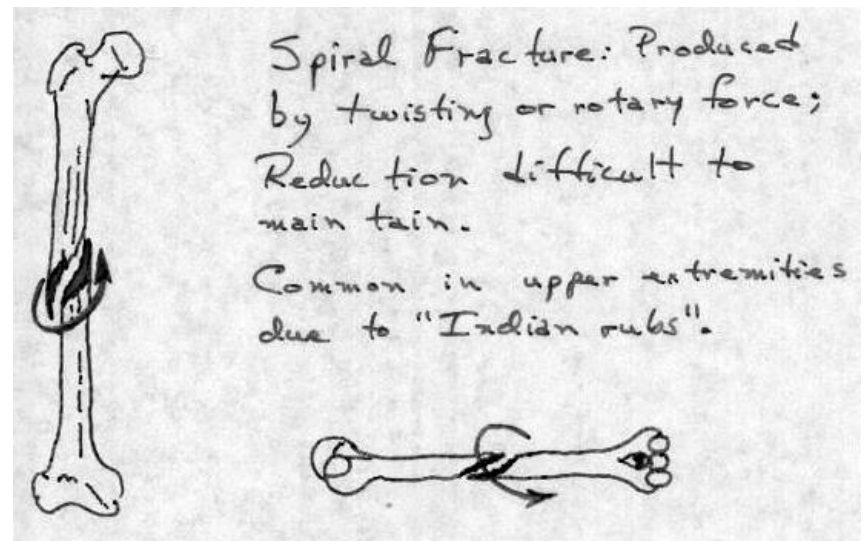 Spiral Fracture: Produced
by twisting or rotary force;
Reduction difficult to
maintain.
Common in upper extremities
due to "Indian rubs".